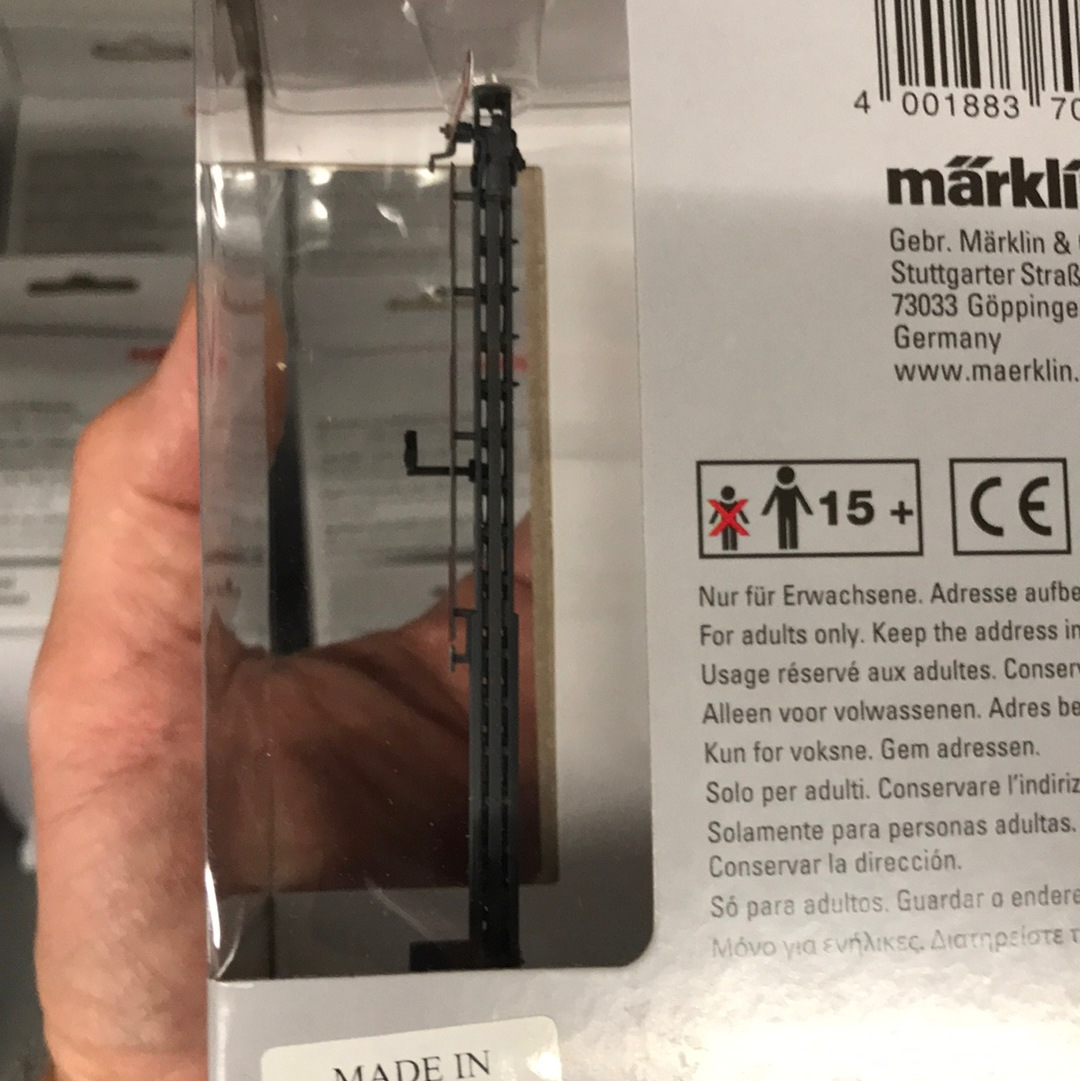 4 001883 70
märkli
Gebr. Märklin &
Stuttgarter Straß
73033 Göppinge
Germany
www.maerklin.
15 +
CE
Nur für Erwachsene. Adresse aufbe
For adults only. Keep the address in
Usage réservé aux adultes. Conserv
Alleen voor volwassenen. Adres be
Kun for voksne. Gem adressen.
Solo per adulti. Conservare l'indiriz
Solamente para personas adultas.
Conservar la dirección.
Só para adultos. Guardar o endere
Μόνο για ενήλικες. Διατηρείστε τ
MADE IN